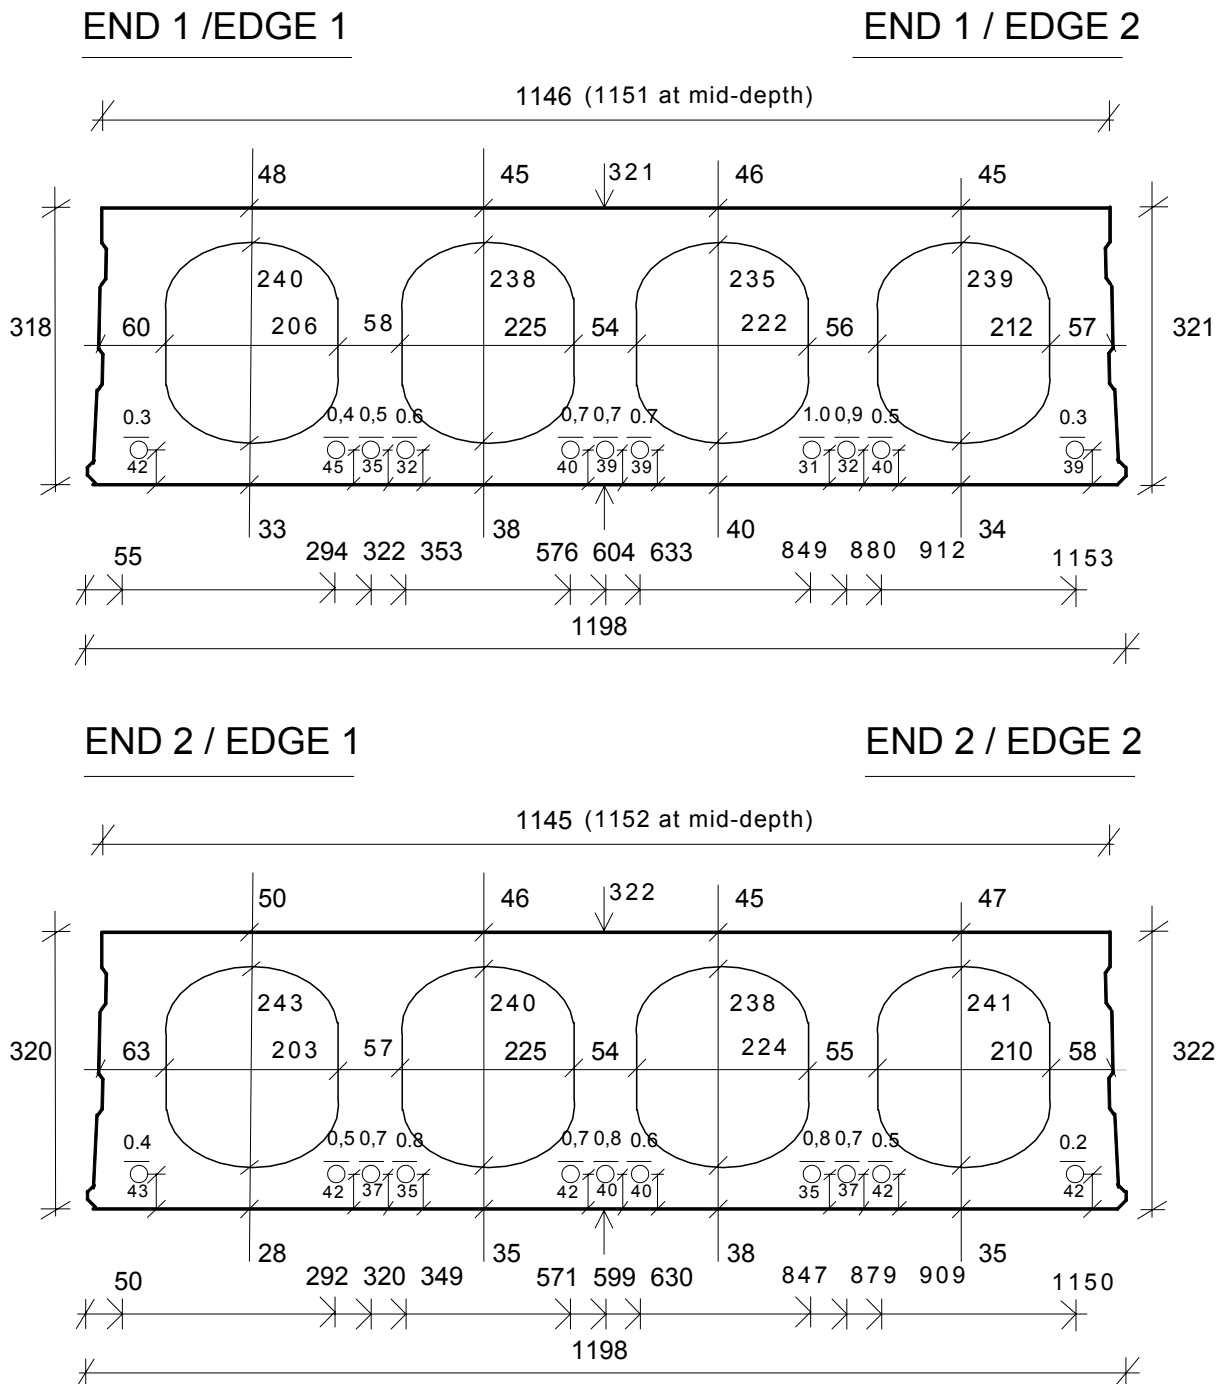 END 1 /EDGE 1 END 1 / EDGE 2
1146 (1151 at mid-depth)
48 45 321 46 45
240 238 235 239
318 60 206 58 225 54 222 56 212 57 321
0.3 0,4 0,5 0.6 0,7 0,7 0.7 1.0 0,9 0.5 0.3
42 45 35 32 40 39 39 31 32 40 39
33 38 40 34
55 294 322 353 576 604 633 849 880 912 1153
1198
END 2 / EDGE 1 END 2 / EDGE 2
1145 (1152 at mid-depth)
50 46 322 45 47
243 240 238 241
320 63 203 57 225 54 224 55 210 58 322
0.4 0,5 0,7 0.8 0,7 0,8 0.6 0,8 0,7 0.5 0.2
43 42 37 35 42 40 40 35 37 42 42
28 35 38 35
50 292 320 349 571 599 630 847 879 909 1150
1198